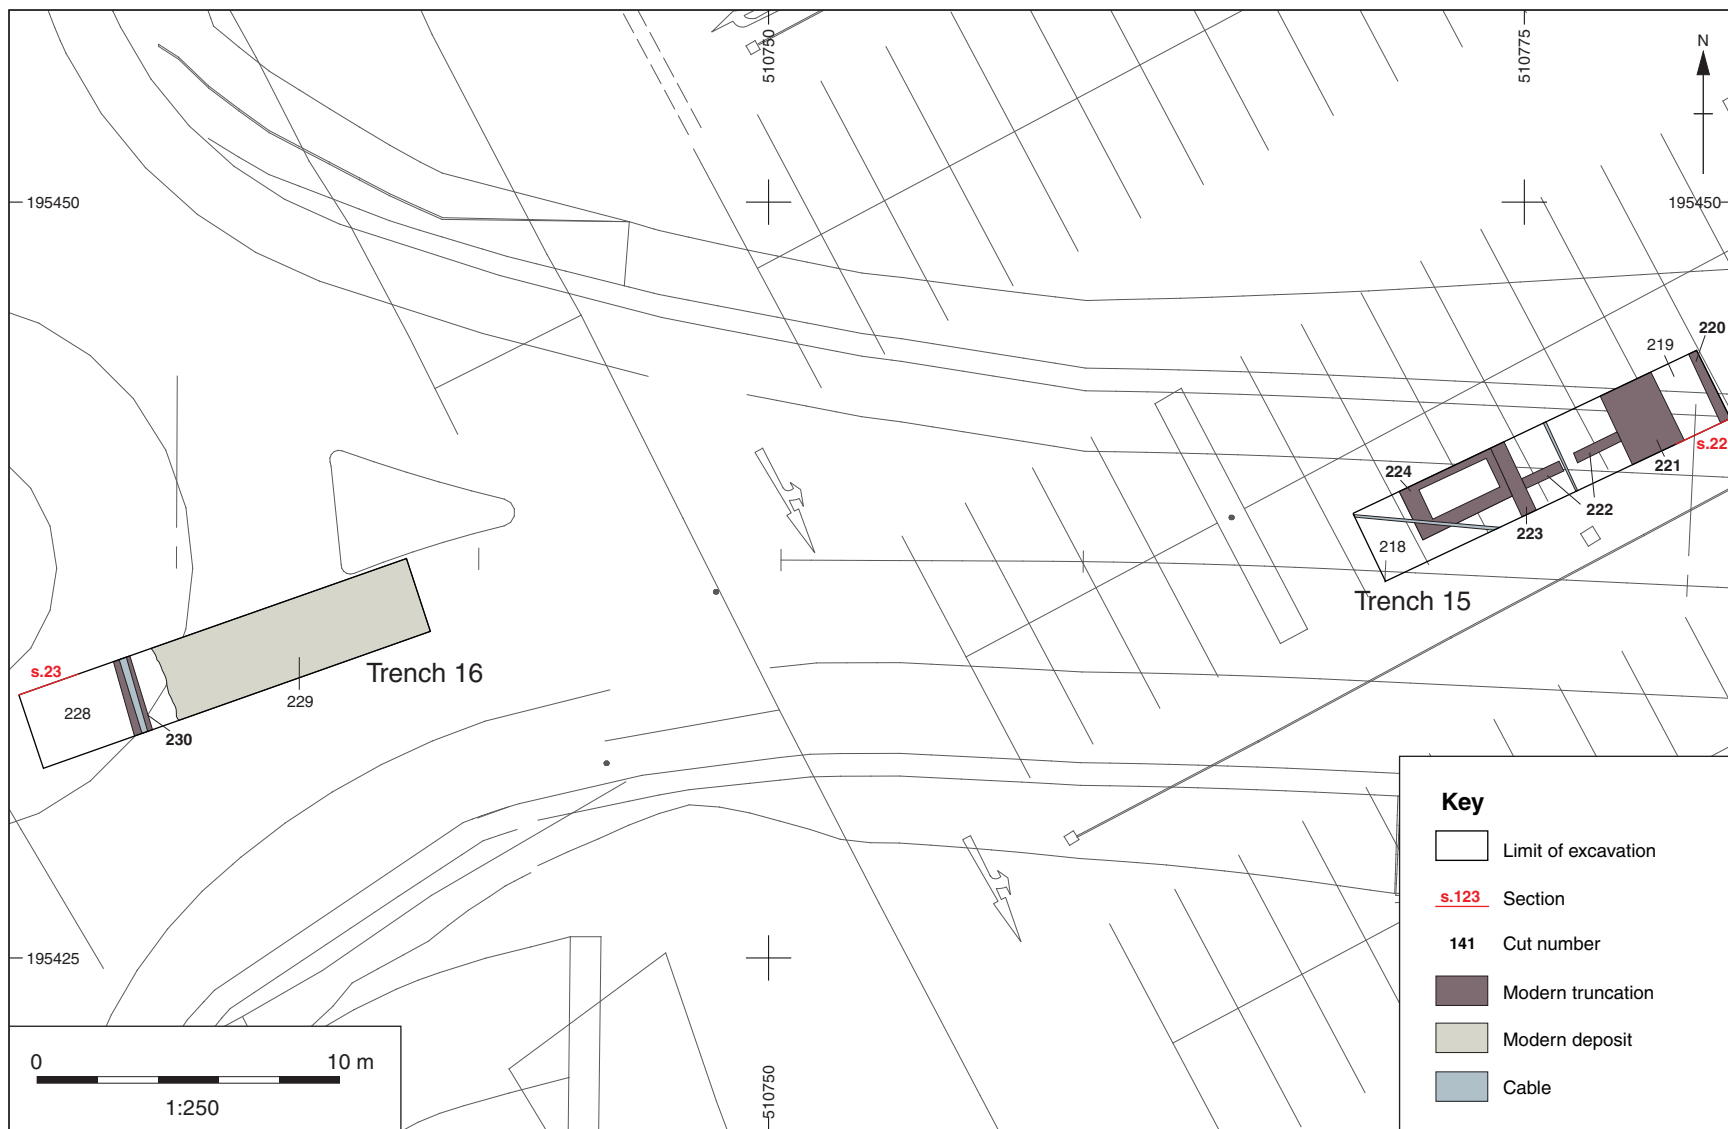 510750
510775
N
195450
195450
220
219
s.22
224
221
222
223
218
Trench 15
s.23
Trench 16
228
229
230
195425
510750
0 10 m
1:250
Key
Limit of excavation
s.123 Section
141 Cut number
Modern truncation
Modern deposit
Cable